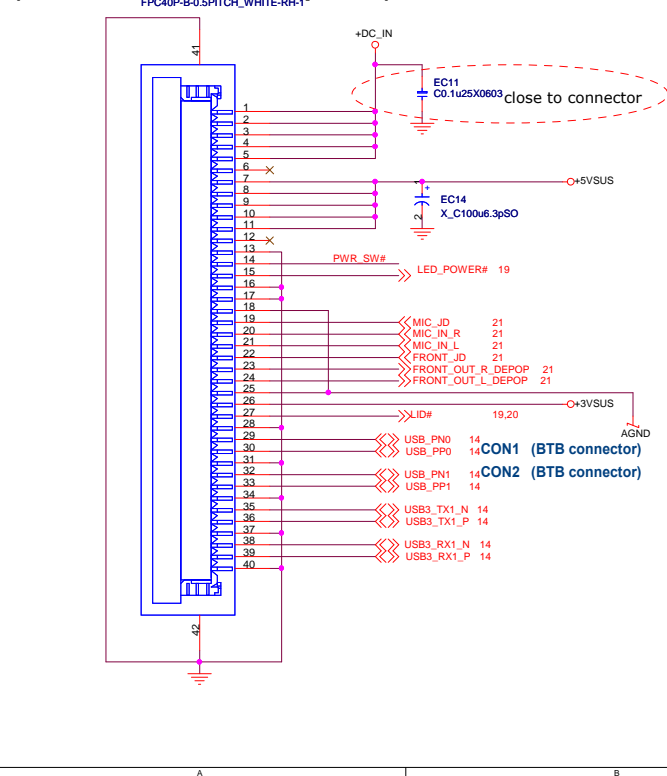 FPC40P-B-0.5PITCH_WHITE-RH-1
+DC_IN
41
EC11
C0.1u25X0603 close to connector
1
2
3
4
5
6
7 +5VSUS
8
9 1 + EC14
10
11 2 X_C100u6.3pSO
12
13
14 PWR_SW#
15 LED_POWER# 19
16
17
18
19 MIC_JD 21
20 MIC_IN_R 21
21 MIC_IN_L 21
22 FRONT_JD 21
23 FRONT_OUT_R_DEPOP 21
24 FRONT_OUT_L_DEPOP 21
25
26 +3VSUS
27 LID# 19,20
28 AGND
29 USB_PN0 14
30 USB_PP0 14 CON1 (BTB connector)
31
32 USB_PN1 14 CON2 (BTB connector)
33 USB_PP1 14
34
35 USB3_TX1_N 14
36 USB3_TX1_P 14
37
38 USB3_RX1_N 14
39 USB3_RX1_P 14
40
42
A B